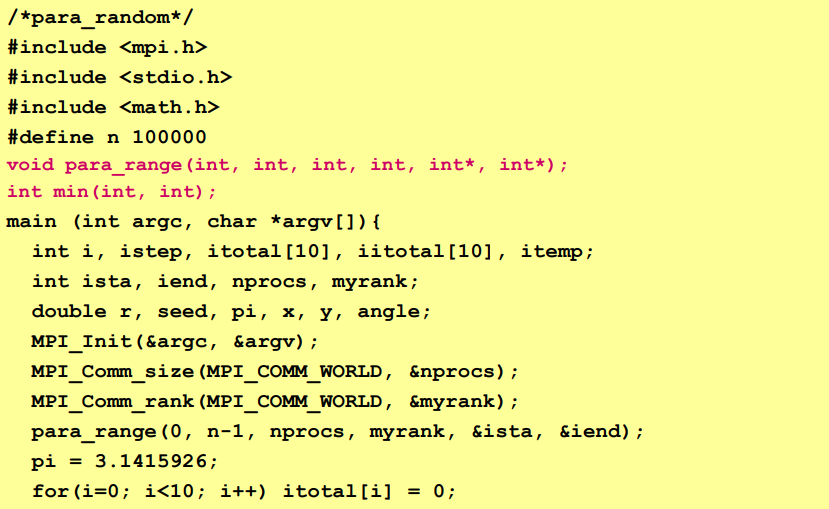 /*para_random*/
#include <mpi.h>
#include <stdio.h>
#include <math.h>
#define n 100000
void para_range(int, int, int, int, int*, int*);
int min(int, int);
main (int argc, char *argv[]){
int i, istep, itotal[10], iitotal[10], itemp;
int ista, iend, nprocs, myrank;
double r, seed, pi, x, y, angle;
MPI_Init(&argc, &argv);
MPI_Comm_size(MPI_COMM_WORLD, &nprocs);
MPI_Comm_rank(MPI_COMM_WORLD, &myrank);
para_range(0, n-1, nprocs, myrank, &ista, &iend);
pi = 3.1415926;
for(i=0; i<10; i++) itotal[i] = 0;